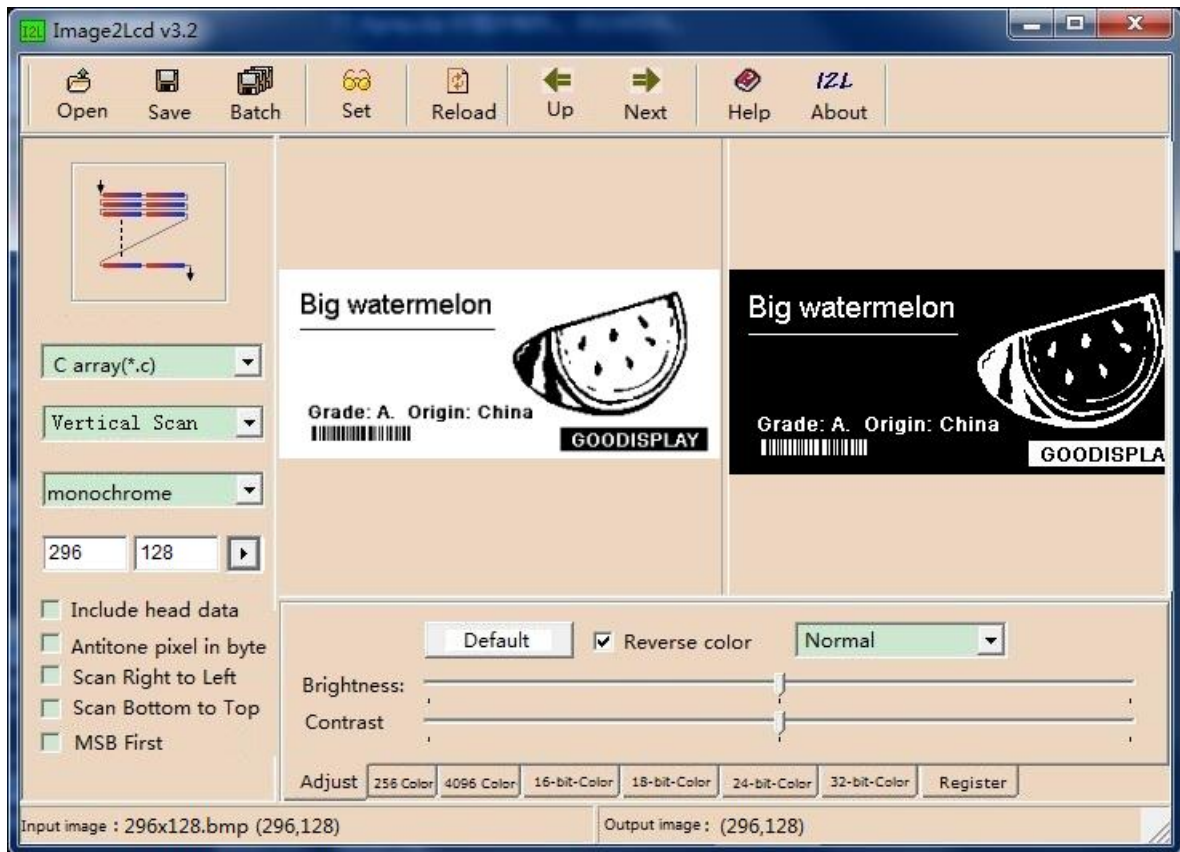 I2L Image2Lcd v3.2
Open Save Batch Set Reload Up Next Help I2L About
C array(*.c)
Vertical Scan
monochrome
296 128
Include head data
Antitone pixel in byte
Scan Right to Left
Scan Bottom to Top
MSB First
Big watermelon
Grade: A. Origin: China
GOODISPLAY
Big watermelon
Grade: A. Origin: China
GOODISPLA
Default Reverse color Normal
Brightness:
Contrast
Adjust 256 Color 4096 Color 16-bit-Color 18-bit-Color 24-bit-Color 32-bit-Color Register
Input image : 296x128.bmp (296,128) Output image : (296,128)